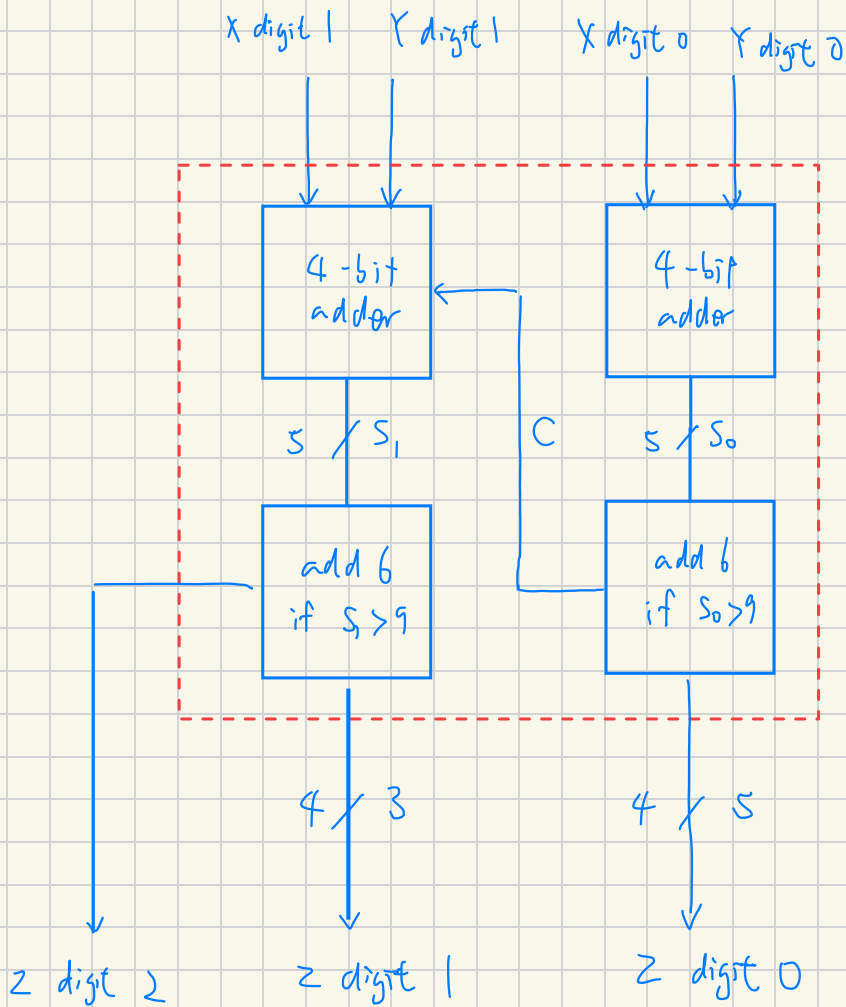 X digit 1 Y digit 1 X digit 0 Y digit 0
4-bit
adder
4-bit
adder
C
5 S1
5 S0
add 6
if S1>9
add 6
if S0>9
4 3
4 5
Z digit 2 Z digit 1 Z digit 0